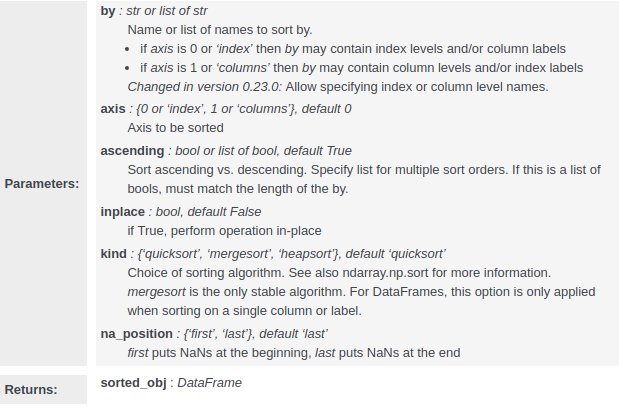 by : str or list of str
Name or list of names to sort by.
• if axis is 0 or ‘index’ then by may contain index levels and/or column labels
• if axis is 1 or ‘columns’ then by may contain column levels and/or index labels
Changed in version 0.23.0: Allow specifying index or column level names.
axis : {0 or ‘index’, 1 or ‘columns’}, default 0
Axis to be sorted
ascending : bool or list of bool, default True
Sort ascending vs. descending. Specify list for multiple sort orders. If this is a list of
bools, must match the length of the by.
Parameters:
inplace : bool, default False
if True, perform operation in-place
kind : {‘quicksort’, ‘mergesort’, ‘heapsort’}, default ‘quicksort’
Choice of sorting algorithm. See also ndarray.np.sort for more information.
mergesort is the only stable algorithm. For DataFrames, this option is only applied
when sorting on a single column or label.
na_position : {‘first’, ‘last’}, default ‘last’
first puts NaNs at the beginning, last puts NaNs at the end
Returns:
sorted_obj : DataFrame